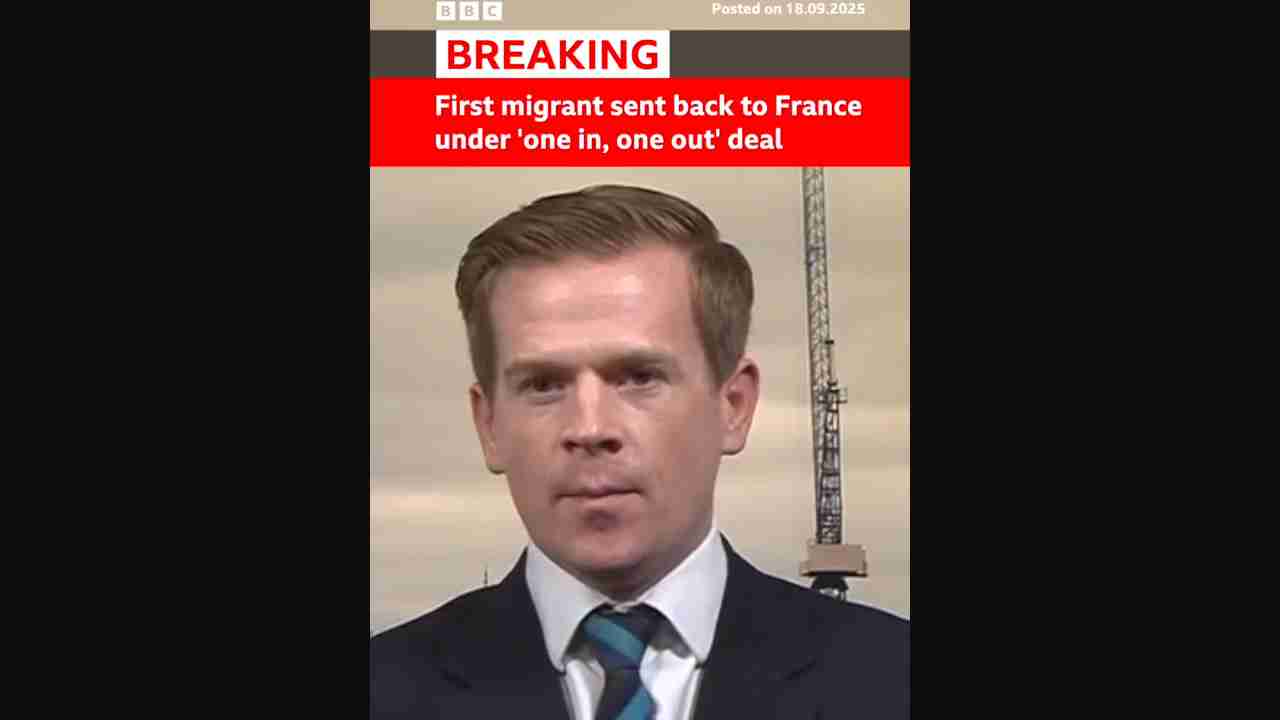 BBC
Posted on 18.09.2025
BREAKING
First migrant sent back to France
under 'one in, one out' deal